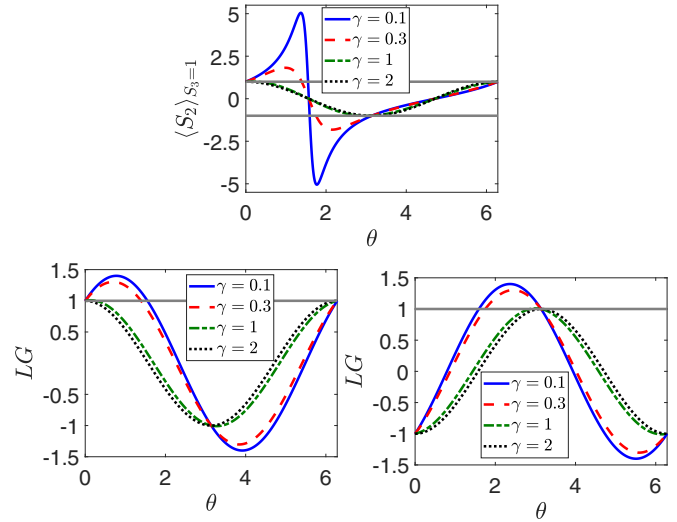 ⟨S₂⟩_{S₃=1}
5
2.5
0
-2.5
-5
γ = 0.1
γ = 0.3
γ = 1
γ = 2
0 2 4 6
θ
LG
1.5
1
0.5
0
-0.5
-1
-1.5
γ = 0.1
γ = 0.3
γ = 1
γ = 2
0 2 4 6
θ
LG
1.5
1
0.5
0
-0.5
-1
-1.5
γ = 0.1
γ = 0.3
γ = 1
γ = 2
0 2 4 6
θ